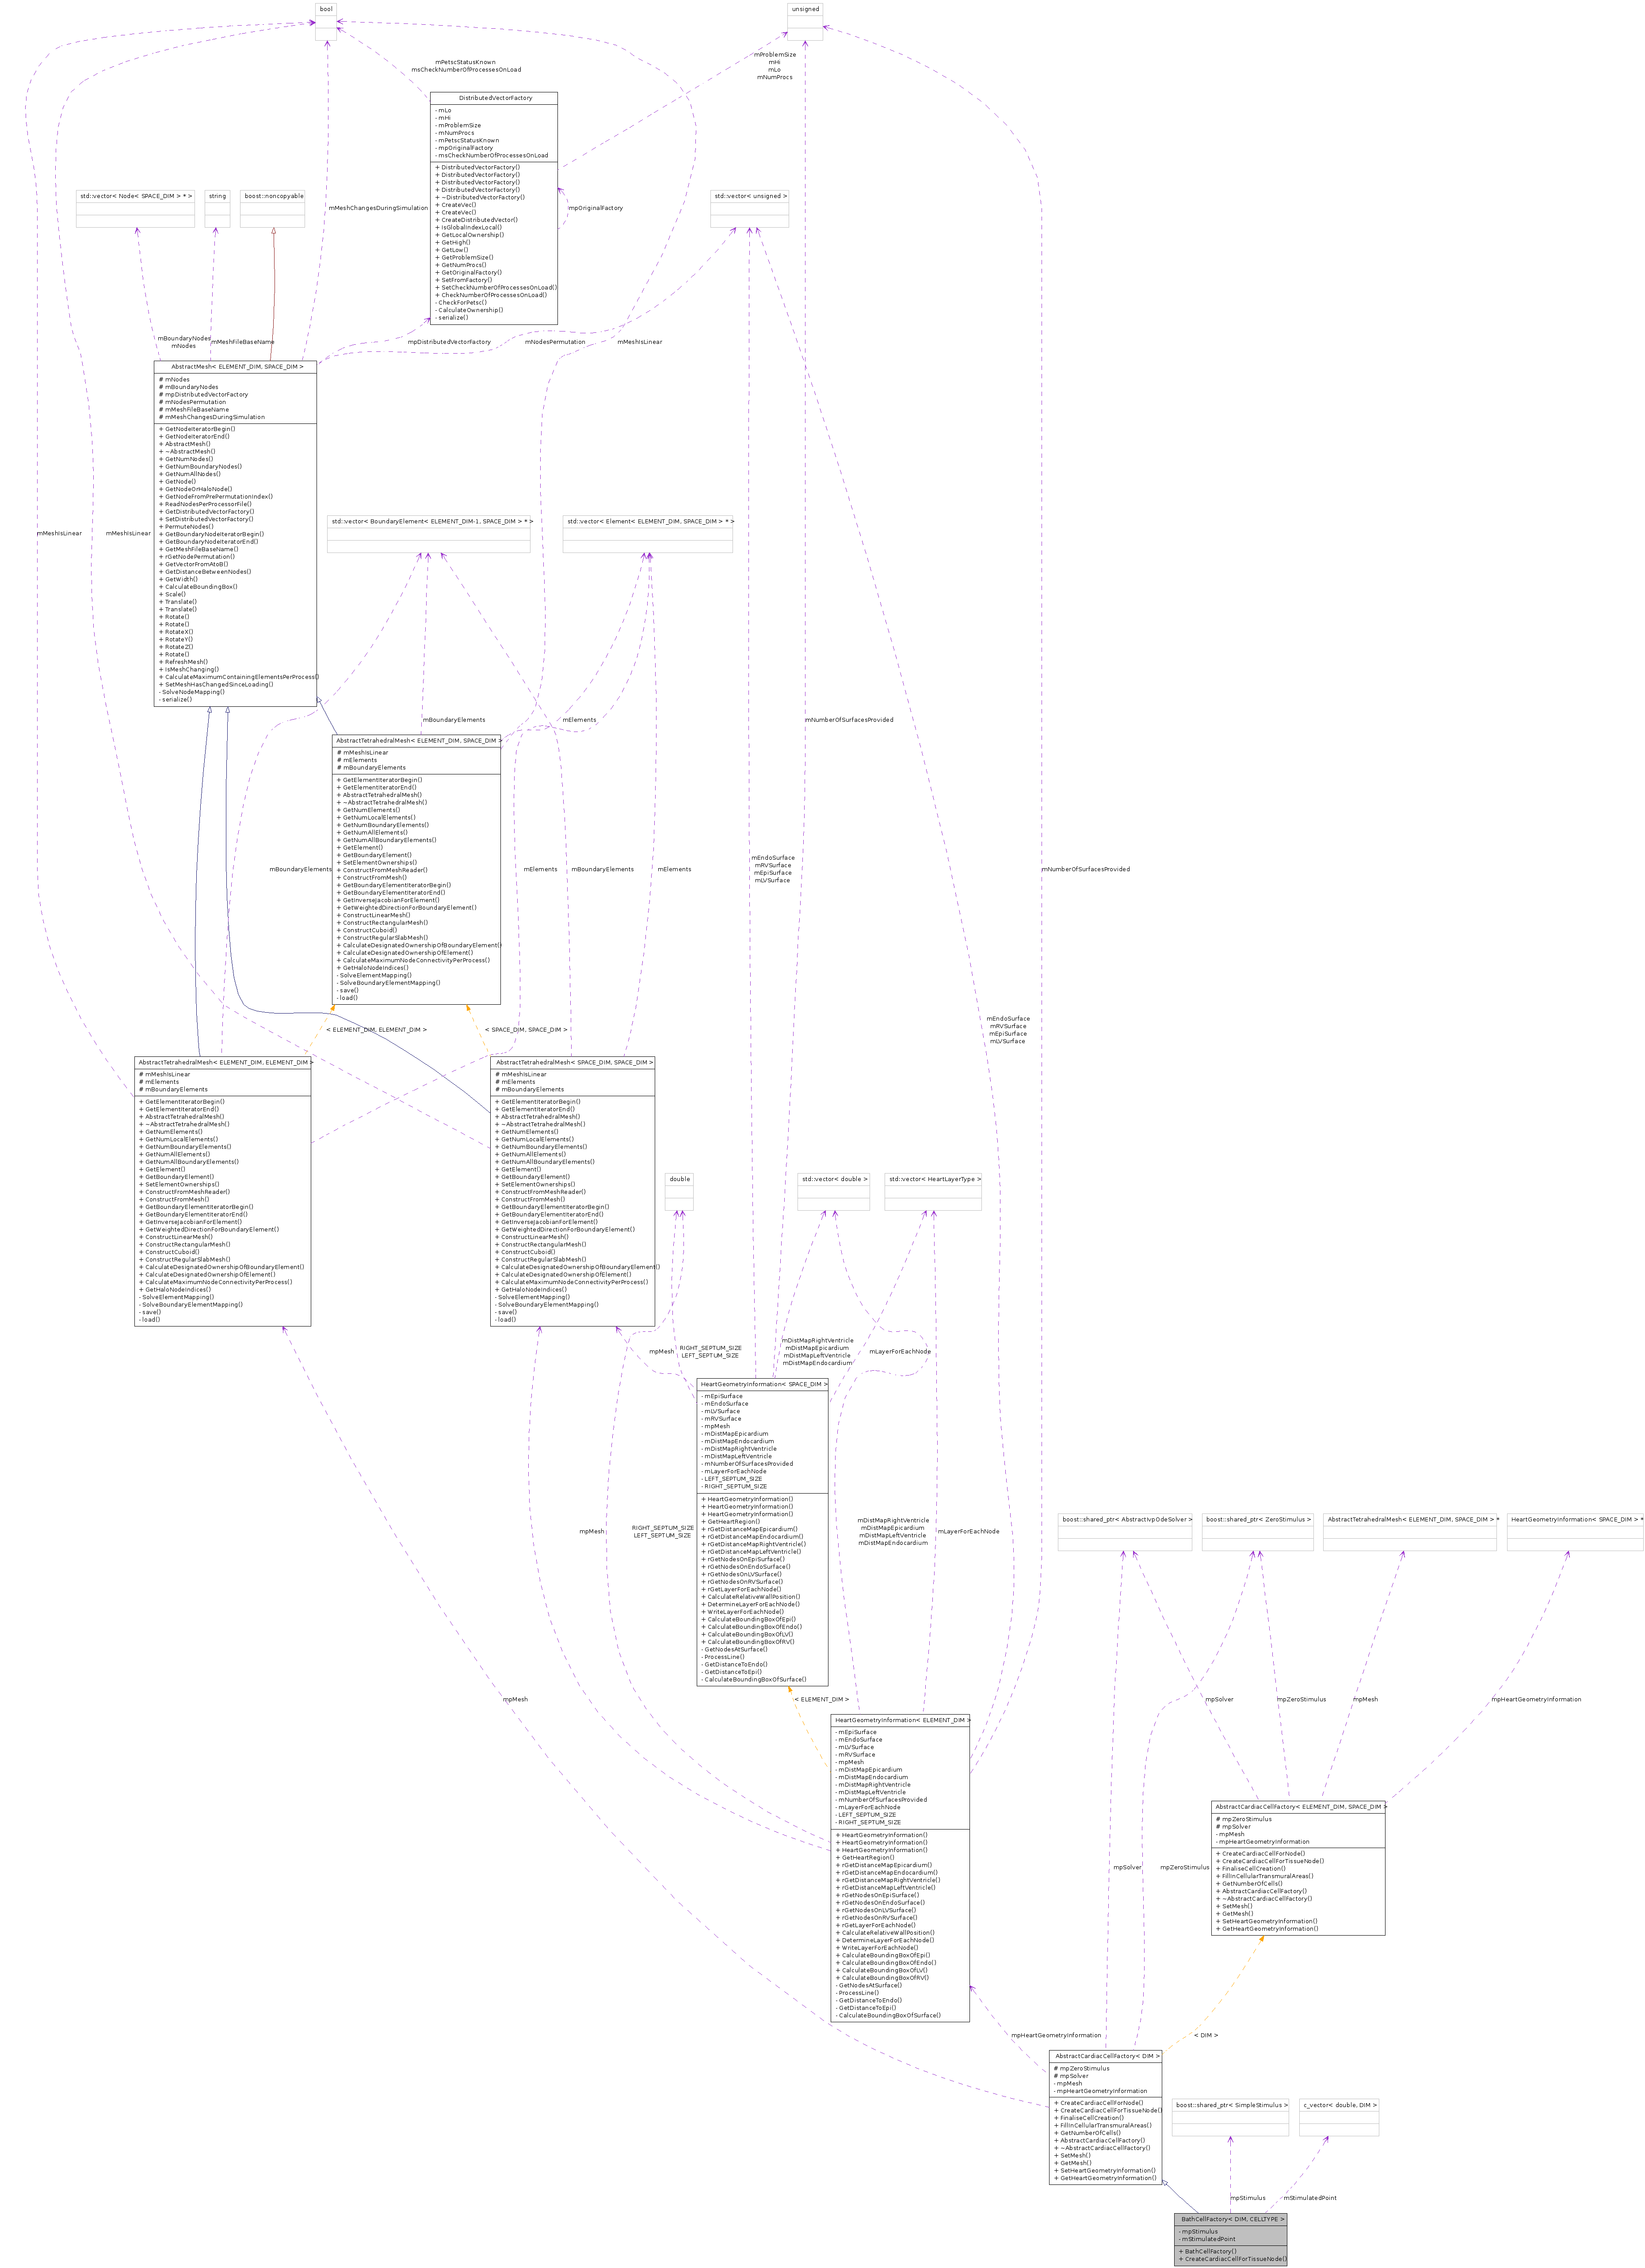 bool
unsigned
mPetscStatusKnown
msCheckNumberOfProcessesOnLoad
mProblemSize
mHi
mLo
mNumProcs
DistributedVectorFactory
- mLo
- mHi
- mProblemSize
- mNumProcs
- mPetscStatusKnown
- mpOriginalFactory
- msCheckNumberOfProcessesOnLoad
+ DistributedVectorFactory()
+ DistributedVectorFactory()
+ DistributedVectorFactory()
+ DistributedVectorFactory()
+ ~DistributedVectorFactory()
+ CreateVec()
+ CreateVec()
+ CreateDistributedVector()
+ IsGlobalIndexLocal()
+ GetLocalOwnership()
+ GetHigh()
+ GetLow()
+ GetProblemSize()
+ GetNumProcs()
+ GetOriginalFactory()
+ SetFromFactory()
+ SetCheckNumberOfProcessesOnLoad()
+ CheckNumberOfProcessesOnLoad()
- CheckForPetsc()
- CalculateOwnership()
- serialize()
std::vector< Node< SPACE_DIM > * >
string
boost::noncopyable
mMeshChangesDuringSimulation
mpOriginalFactory
std::vector< unsigned >
mBoundaryNodes
mNodes
mMeshFileBaseName
mpDistributedVectorFactory
mNodesPermutation
mMeshIsLinear
AbstractMesh< ELEMENT_DIM, SPACE_DIM >
# mNodes
# mBoundaryNodes
# mpDistributedVectorFactory
# mNodesPermutation
# mMeshFileBaseName
# mMeshChangesDuringSimulation
+ GetNodeIteratorBegin()
+ GetNodeIteratorEnd()
+ AbstractMesh()
+ ~AbstractMesh()
+ GetNumNodes()
+ GetNumBoundaryNodes()
+ GetNumAllNodes()
+ GetNode()
+ GetNodeOrHaloNode()
+ GetNodeFromPrePermutationIndex()
+ ReadNodesPerProcessorFile()
+ GetDistributedVectorFactory()
+ SetDistributedVectorFactory()
+ PermuteNodes()
+ GetBoundaryNodeIteratorBegin()
+ GetBoundaryNodeIteratorEnd()
+ GetMeshFileBaseName()
+ rGetNodePermutation()
+ GetVectorFromAtoB()
+ GetDistanceBetweenNodes()
+ GetWidth()
+ CalculateBoundingBox()
+ Scale()
+ Translate()
+ Translate()
+ Rotate()
+ Rotate()
+ RotateX()
+ RotateY()
+ RotateZ()
+ Rotate()
+ RefreshMesh()
+ IsMeshChanging()
+ CalculateMaximumContainingElementsPerProcess()
+ SetMeshHasChangedSinceLoading()
- SolveNodeMapping()
- serialize()
mMeshIsLinear
mMeshIsLinear
std::vector< BoundaryElement< ELEMENT_DIM-1, SPACE_DIM > * >
std::vector< Element< ELEMENT_DIM, SPACE_DIM > * >
mBoundaryElements
mElements
mNumberOfSurfacesProvided
AbstractTetrahedralMesh< ELEMENT_DIM, SPACE_DIM >
# mMeshIsLinear
# mElements
# mBoundaryElements
+ GetElementIteratorBegin()
+ GetElementIteratorEnd()
+ AbstractTetrahedralMesh()
+ ~AbstractTetrahedralMesh()
+ GetNumElements()
+ GetNumLocalElements()
+ GetNumBoundaryElements()
+ GetNumAllElements()
+ GetNumAllBoundaryElements()
+ GetElement()
+ GetBoundaryElement()
+ SetElementOwnerships()
+ ConstructFromMeshReader()
+ ConstructFromMesh()
+ GetBoundaryElementIteratorBegin()
+ GetBoundaryElementIteratorEnd()
+ GetInverseJacobianForElement()
+ GetWeightedDirectionForBoundaryElement()
+ ConstructLinearMesh()
+ ConstructRectangularMesh()
+ ConstructCuboid()
+ ConstructRegularSlabMesh()
+ CalculateDesignatedOwnershipOfBoundaryElement()
+ CalculateDesignatedOwnershipOfElement()
+ CalculateMaximumNodeConnectivityPerProcess()
+ GetHaloNodeIndices()
- SolveElementMapping()
- SolveBoundaryElementMapping()
- save()
- load()
mBoundaryElements
mElements
mBoundaryElements
mElements
mEndoSurface
mRVSurface
mEpiSurface
mLVSurface
mNumberOfSurfacesProvided
mEndoSurface
mRVSurface
mEpiSurface
mLVSurface
< ELEMENT_DIM, ELEMENT_DIM >
< SPACE_DIM, SPACE_DIM >
AbstractTetrahedralMesh< ELEMENT_DIM, ELEMENT_DIM >
# mMeshIsLinear
# mElements
# mBoundaryElements
+ GetElementIteratorBegin()
+ GetElementIteratorEnd()
+ AbstractTetrahedralMesh()
+ ~AbstractTetrahedralMesh()
+ GetNumElements()
+ GetNumLocalElements()
+ GetNumBoundaryElements()
+ GetNumAllElements()
+ GetNumAllBoundaryElements()
+ GetElement()
+ GetBoundaryElement()
+ SetElementOwnerships()
+ ConstructFromMeshReader()
+ ConstructFromMesh()
+ GetBoundaryElementIteratorBegin()
+ GetBoundaryElementIteratorEnd()
+ GetInverseJacobianForElement()
+ GetWeightedDirectionForBoundaryElement()
+ ConstructLinearMesh()
+ ConstructRectangularMesh()
+ ConstructCuboid()
+ ConstructRegularSlabMesh()
+ CalculateDesignatedOwnershipOfBoundaryElement()
+ CalculateDesignatedOwnershipOfElement()
+ CalculateMaximumNodeConnectivityPerProcess()
+ GetHaloNodeIndices()
- SolveElementMapping()
- SolveBoundaryElementMapping()
- save()
- load()
AbstractTetrahedralMesh< SPACE_DIM, SPACE_DIM >
# mMeshIsLinear
# mElements
# mBoundaryElements
+ GetElementIteratorBegin()
+ GetElementIteratorEnd()
+ AbstractTetrahedralMesh()
+ ~AbstractTetrahedralMesh()
+ GetNumElements()
+ GetNumLocalElements()
+ GetNumBoundaryElements()
+ GetNumAllElements()
+ GetNumAllBoundaryElements()
+ GetElement()
+ GetBoundaryElement()
+ SetElementOwnerships()
+ ConstructFromMeshReader()
+ ConstructFromMesh()
+ GetBoundaryElementIteratorBegin()
+ GetBoundaryElementIteratorEnd()
+ GetInverseJacobianForElement()
+ GetWeightedDirectionForBoundaryElement()
+ ConstructLinearMesh()
+ ConstructRectangularMesh()
+ ConstructCuboid()
+ ConstructRegularSlabMesh()
+ CalculateDesignatedOwnershipOfBoundaryElement()
+ CalculateDesignatedOwnershipOfElement()
+ CalculateMaximumNodeConnectivityPerProcess()
+ GetHaloNodeIndices()
- SolveElementMapping()
- SolveBoundaryElementMapping()
- save()
- load()
double
std::vector< double >
std::vector< HeartLayerType >
mpMesh
RIGHT_SEPTUM_SIZE
LEFT_SEPTUM_SIZE
mDistMapRightVentricle
mDistMapEpicardium
mDistMapLeftVentricle
mDistMapEndocardium
mLayerForEachNode
HeartGeometryInformation< SPACE_DIM >
- mEpiSurface
- mEndoSurface
- mLVSurface
- mRVSurface
- mpMesh
- mDistMapEpicardium
- mDistMapEndocardium
- mDistMapRightVentricle
- mDistMapLeftVentricle
- mNumberOfSurfacesProvided
- mLayerForEachNode
- LEFT_SEPTUM_SIZE
- RIGHT_SEPTUM_SIZE
+ HeartGeometryInformation()
+ HeartGeometryInformation()
+ HeartGeometryInformation()
+ GetHeartRegion()
+ rGetDistanceMapEpicardium()
+ rGetDistanceMapEndocardium()
+ rGetDistanceMapRightVentricle()
+ rGetDistanceMapLeftVentricle()
+ rGetNodesOnEpiSurface()
+ rGetNodesOnEndoSurface()
+ rGetNodesOnLVSurface()
+ rGetNodesOnRVSurface()
+ rGetLayerForEachNode()
+ CalculateRelativeWallPosition()
+ DetermineLayerForEachNode()
+ WriteLayerForEachNode()
+ CalculateBoundingBoxOfEpi()
+ CalculateBoundingBoxOfEndo()
+ CalculateBoundingBoxOfLV()
+ CalculateBoundingBoxOfRV()
- GetNodesAtSurface()
- ProcessLine()
- GetDistanceToEndo()
- GetDistanceToEpi()
- CalculateBoundingBoxOfSurface()
mpMesh
RIGHT_SEPTUM_SIZE
LEFT_SEPTUM_SIZE
mDistMapRightVentricle
mDistMapEpicardium
mDistMapLeftVentricle
mDistMapEndocardium
mLayerForEachNode
boost::shared_ptr< AbstractIvpOdeSolver >
boost::shared_ptr< ZeroStimulus >
AbstractTetrahedralMesh< ELEMENT_DIM, SPACE_DIM > *
HeartGeometryInformation< SPACE_DIM > *
mpMesh
< ELEMENT_DIM >
mpSolver
mpZeroStimulus
mpMesh
mpHeartGeometryInformation
HeartGeometryInformation< ELEMENT_DIM >
- mEpiSurface
- mEndoSurface
- mLVSurface
- mRVSurface
- mpMesh
- mDistMapEpicardium
- mDistMapEndocardium
- mDistMapRightVentricle
- mDistMapLeftVentricle
- mNumberOfSurfacesProvided
- mLayerForEachNode
- LEFT_SEPTUM_SIZE
- RIGHT_SEPTUM_SIZE
+ HeartGeometryInformation()
+ HeartGeometryInformation()
+ HeartGeometryInformation()
+ GetHeartRegion()
+ rGetDistanceMapEpicardium()
+ rGetDistanceMapEndocardium()
+ rGetDistanceMapRightVentricle()
+ rGetDistanceMapLeftVentricle()
+ rGetNodesOnEpiSurface()
+ rGetNodesOnEndoSurface()
+ rGetNodesOnLVSurface()
+ rGetNodesOnRVSurface()
+ rGetLayerForEachNode()
+ CalculateRelativeWallPosition()
+ DetermineLayerForEachNode()
+ WriteLayerForEachNode()
+ CalculateBoundingBoxOfEpi()
+ CalculateBoundingBoxOfEndo()
+ CalculateBoundingBoxOfLV()
+ CalculateBoundingBoxOfRV()
- GetNodesAtSurface()
- ProcessLine()
- GetDistanceToEndo()
- GetDistanceToEpi()
- CalculateBoundingBoxOfSurface()
AbstractCardiacCellFactory< ELEMENT_DIM, SPACE_DIM >
# mpZeroStimulus
# mpSolver
- mpMesh
- mpHeartGeometryInformation
+ CreateCardiacCellForNode()
+ CreateCardiacCellForTissueNode()
+ FinaliseCellCreation()
+ FillInCellularTransmuralAreas()
+ GetNumberOfCells()
+ AbstractCardiacCellFactory()
+ ~AbstractCardiacCellFactory()
+ SetMesh()
+ GetMesh()
+ SetHeartGeometryInformation()
+ GetHeartGeometryInformation()
mpSolver
mpZeroStimulus
mpHeartGeometryInformation
< DIM >
AbstractCardiacCellFactory< DIM >
# mpZeroStimulus
# mpSolver
- mpMesh
- mpHeartGeometryInformation
+ CreateCardiacCellForNode()
+ CreateCardiacCellForTissueNode()
+ FinaliseCellCreation()
+ FillInCellularTransmuralAreas()
+ GetNumberOfCells()
+ AbstractCardiacCellFactory()
+ ~AbstractCardiacCellFactory()
+ SetMesh()
+ GetMesh()
+ SetHeartGeometryInformation()
+ GetHeartGeometryInformation()
boost::shared_ptr< SimpleStimulus >
c_vector< double, DIM >
mpStimulus
mStimulatedPoint
BathCellFactory< DIM, CELLTYPE >
- mpStimulus
- mStimulatedPoint
+ BathCellFactory()
+ CreateCardiacCellForTissueNode()